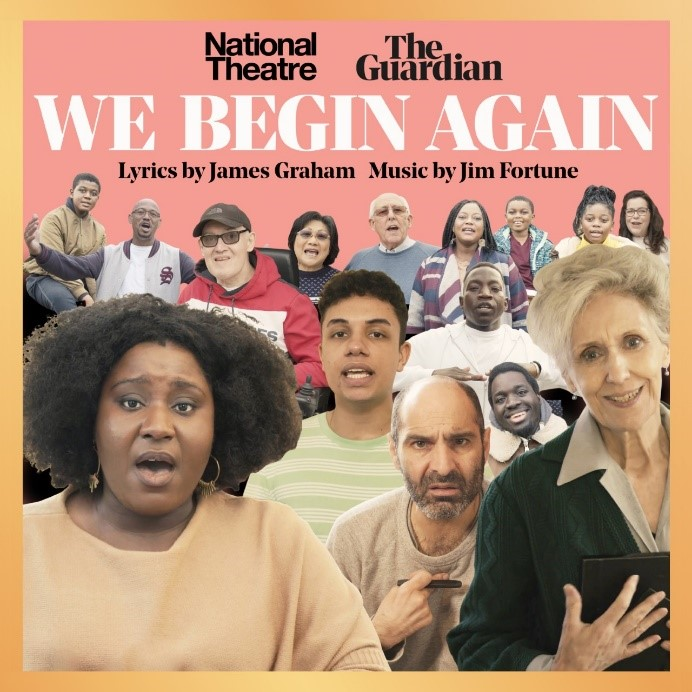 National Theatre
The Guardian
WE BEGIN AGAIN
Lyrics by James Graham Music by Jim Fortune
S